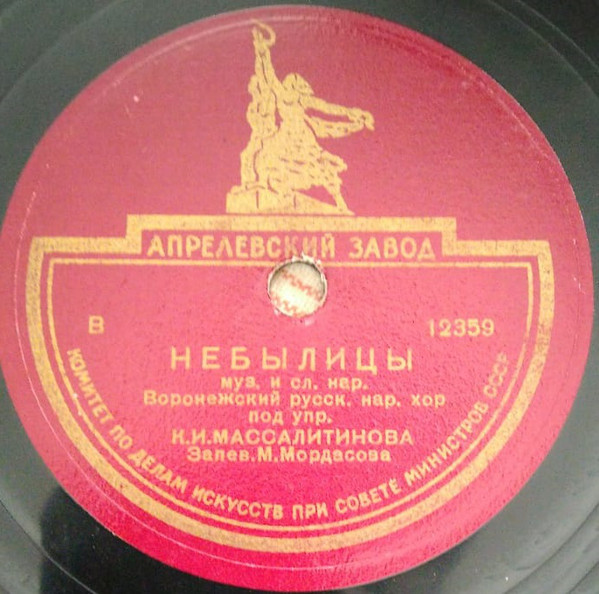 АПРЕЛЕВСКИЙ ЗАВОД
В 12359
НЕБЫЛИЦЫ
муз. и сл. нар.
Воронежский русск. нар. хор
под упр.
К.И.МАССАЛИТИНОВА
Запев.М.Мордасова
КОМИТЕТ ПО ДЕЛАМ ИСКУССТВ ПРИ СОВЕТЕ МИНИСТРОВ СССР